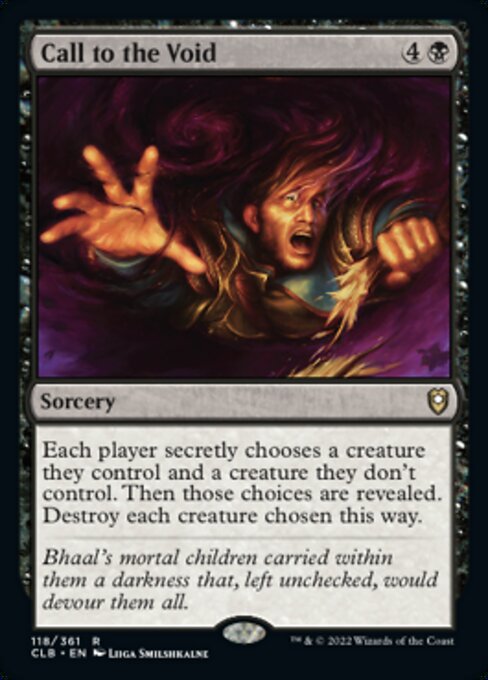 Call to the Void 4
Sorcery
Each player secretly chooses a creature
they control and a creature they don't
control. Then those choices are revealed.
Destroy each creature chosen this way.
Bhaal's mortal children carried within
them a darkness that, left unchecked, would
devour them all.
118/361 R
CLB • EN LIIGA SMILSHKALNE
™ & © 2022 Wizards of the Coast